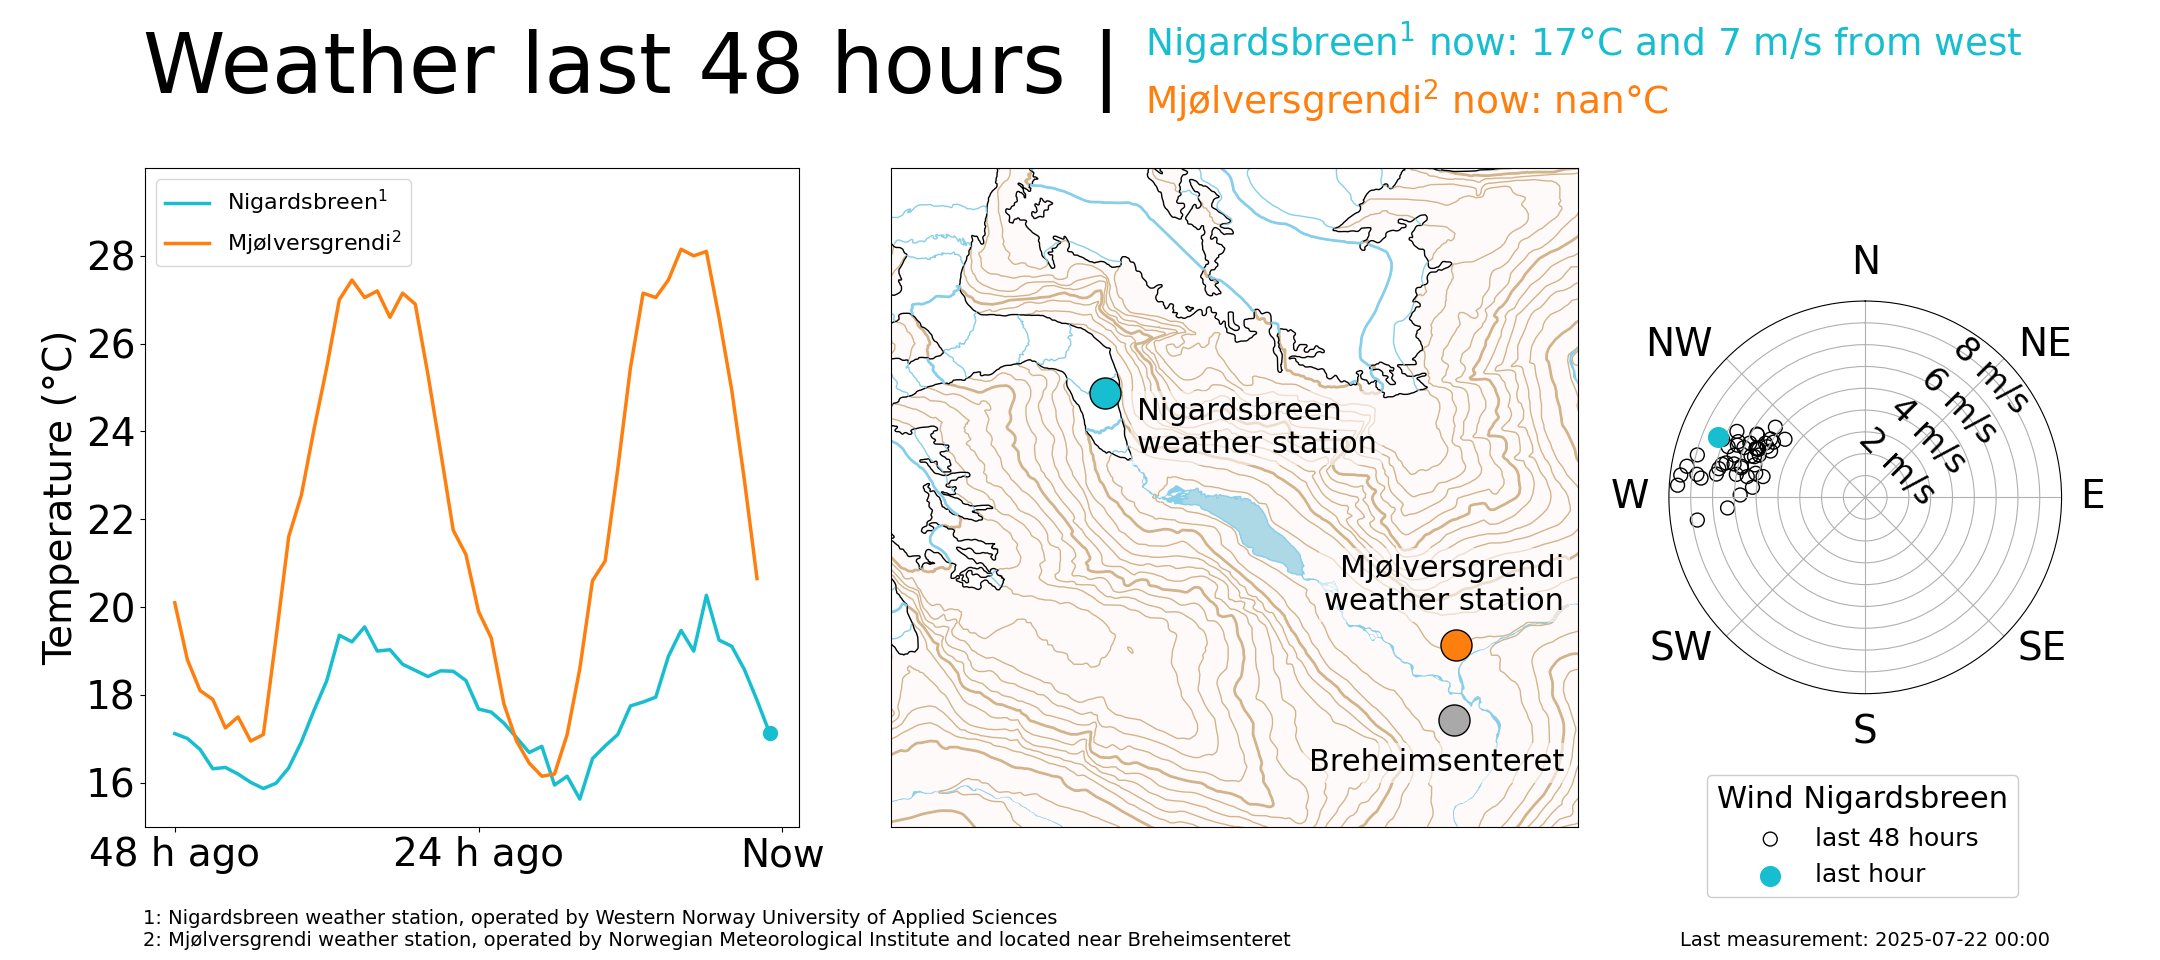 Weather last 48 hours |
Nigardsbreen¹ now: 17°C and 7 m/s from west
Mjølversgrendi² now: nan°C
Nigardsbreen¹
Mjølversgrendi²
Temperature (°C)
28
26
24
22
20
18
16
48 h ago
24 h ago
Now
Nigardsbreen
weather station
Mjølversgrendi
weather station
Breheimsenteret
N
NE
E
SE
S
SW
W
NW
8 m/s
6 m/s
4 m/s
2 m/s
Wind Nigardsbreen
last 48 hours
last hour
1: Nigardsbreen weather station, operated by Western Norway University of Applied Sciences
2: Mjølversgrendi weather station, operated by Norwegian Meteorological Institute and located near Breheimsenteret
Last measurement: 2025-07-22 00:00